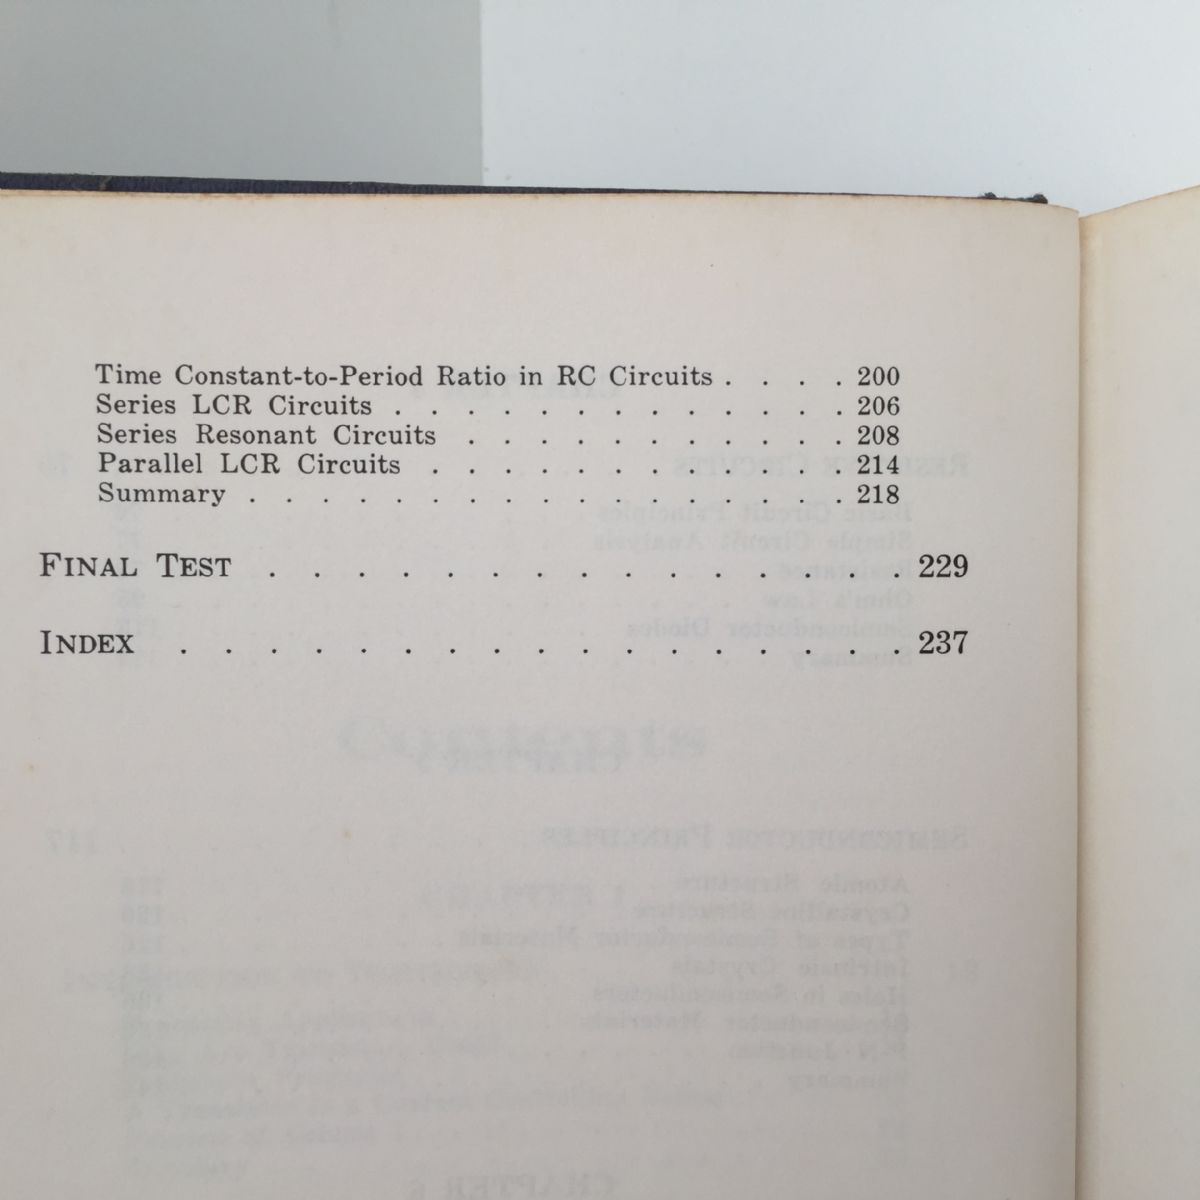 Time Constant-to-Period Ratio in RC Circuits . . . . 200
Series LCR Circuits . . . . . . . . . . . . . 206
Series Resonant Circuits . . . . . . . . . . . 208
Parallel LCR Circuits . . . . . . . . . . . . 214
Summary . . . . . . . . . . . . . . . . . 218
FINAL TEST . . . . . . . . . . . . . . . 229
INDEX . . . . . . . . . . . . . . . . . 237